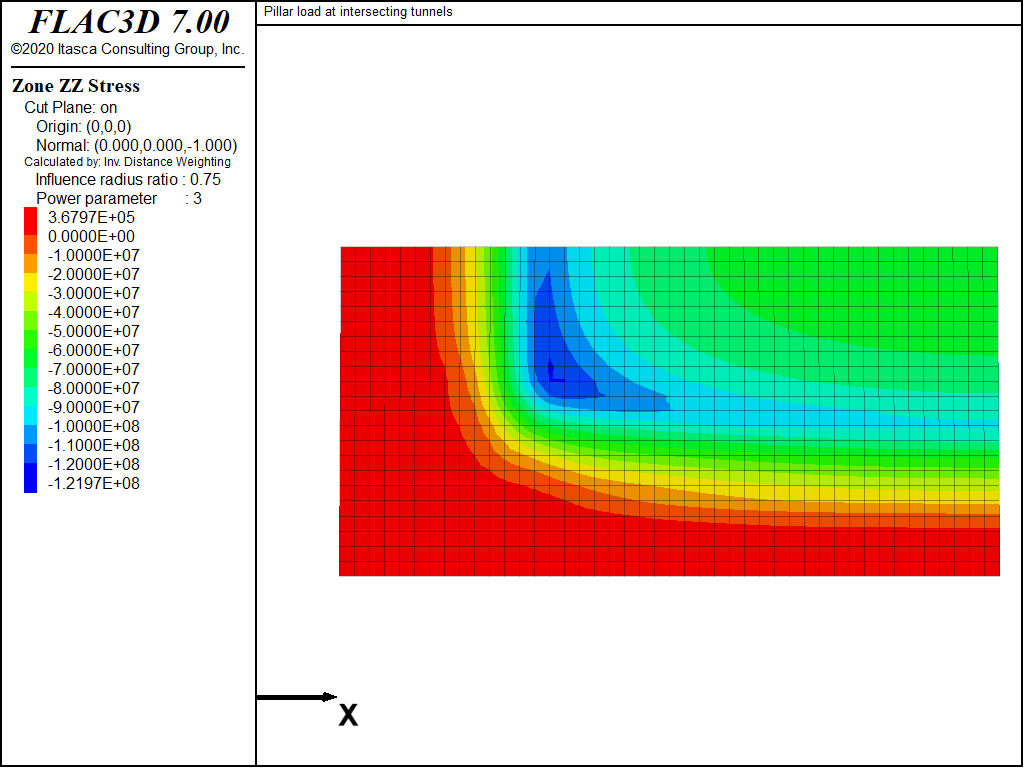 FLAC3D 7.00
©2020 Itasca Consulting Group, Inc.
Zone ZZ Stress
Cut Plane: on
Origin: (0,0,0)
Normal: (0.000,0.000,-1.000)
Calculated by: Inv. Distance Weighting
Influence radius ratio : 0.75
Power parameter : 3
3.6797E+05
0.0000E+00
-1.0000E+07
-2.0000E+07
-3.0000E+07
-4.0000E+07
-5.0000E+07
-6.0000E+07
-7.0000E+07
-8.0000E+07
-9.0000E+07
-1.0000E+08
-1.1000E+08
-1.2000E+08
-1.2197E+08
Pillar load at intersecting tunnels
X